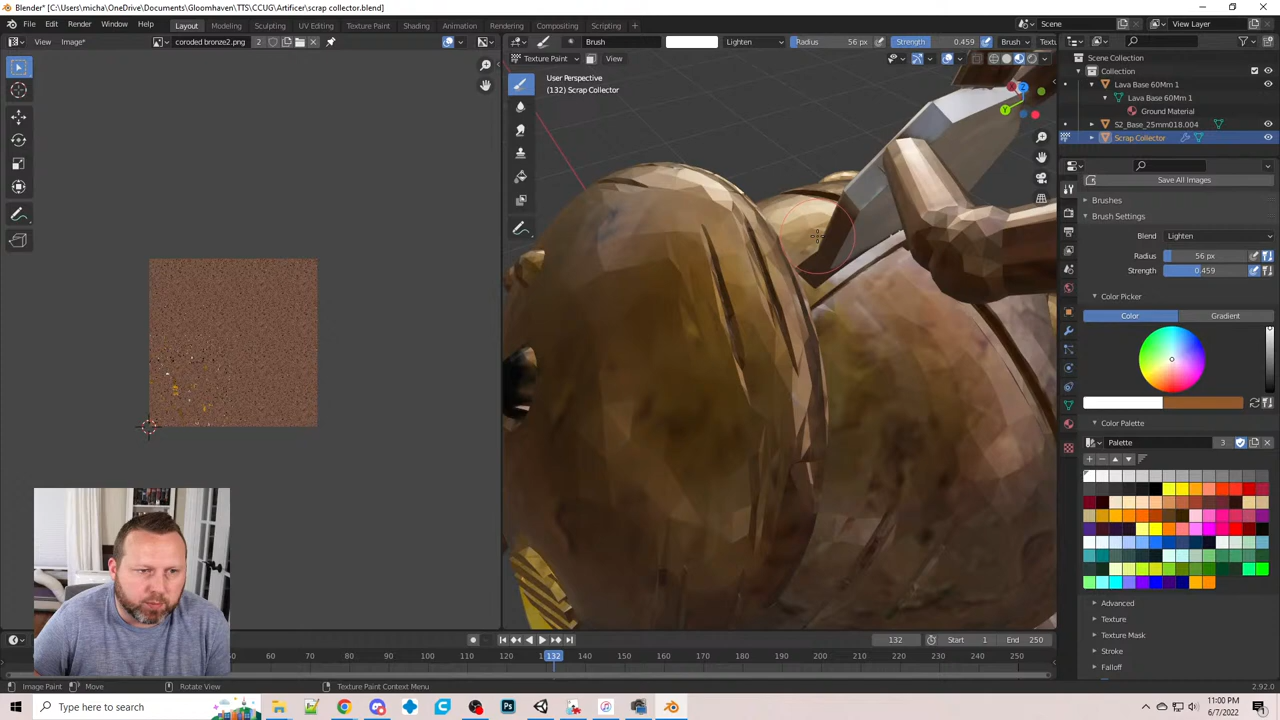 Blender* [C:\Users\micha\OneDrive\Documents\Gloomhaven\TTS\CCUG\Artificer\scrap collector.blend]
File Edit Render Window Help Layout Modeling Sculpting UV Editing Texture Paint Shading Animation Rendering Compositing Scripting + Scene View Layer
View Image* coroded bronze2.png 2 Brush Lighten Radius 56 px Strength 0.459 Brush Textu
Texture Paint View
User Perspective
(132) Scrap Collector
X
Z
Y
Scene Collection
Collection
Lava Base 60Mm 1
Lava Base 60Mm 1
Ground Material
S2_Base_25mm018.004
Scrap Collector
Save All Images
Brushes
Brush Settings
Blend Lighten
Radius 56 px
Strength 0.459
Color Picker
Color Gradient
Color Palette
Palette 3
Advanced
Texture
Texture Mask
Stroke
Falloff
132 Start 1 End 250
50 60 70 80 90 100 110 120 132 140 150 160 170 180 190 200 210 220 230 240 250
Image Paint Move Rotate View Texture Paint Context Menu 2.92.0
Type here to search
11:00 PM
6/7/2022